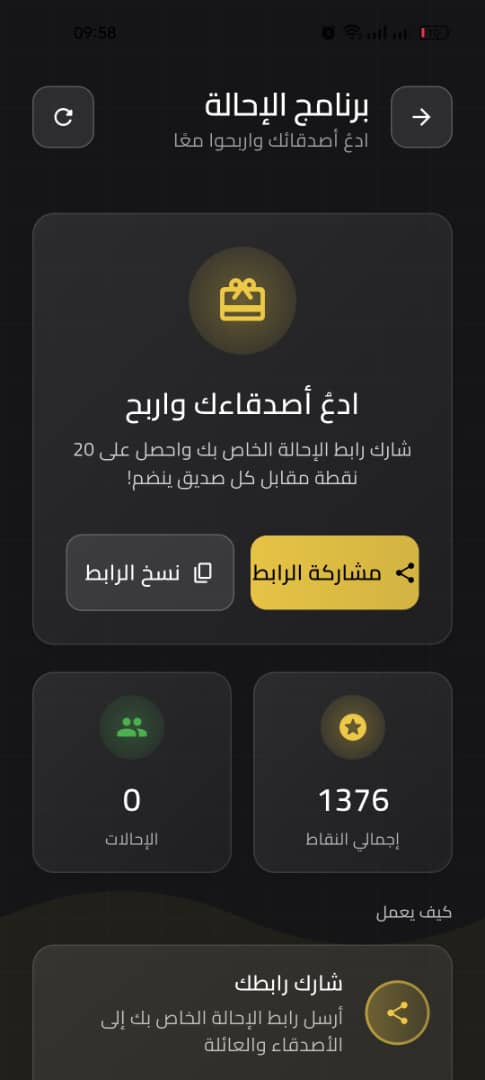 09:58
برنامج الإحالة
ادعُ أصدقائك واربحوا معًا
ادعُ أصدقاءك واربح
شارك رابط الإحالة الخاص بك واحصل على 20
نقطة مقابل كل صديق ينضم!
مشاركة الرابط
نسخ الرابط
1376
إجمالي النقاط
0
الإحالات
كيف يعمل
شارك رابطك
أرسل رابط الإحالة الخاص بك إلى
الأصدقاء والعائلة